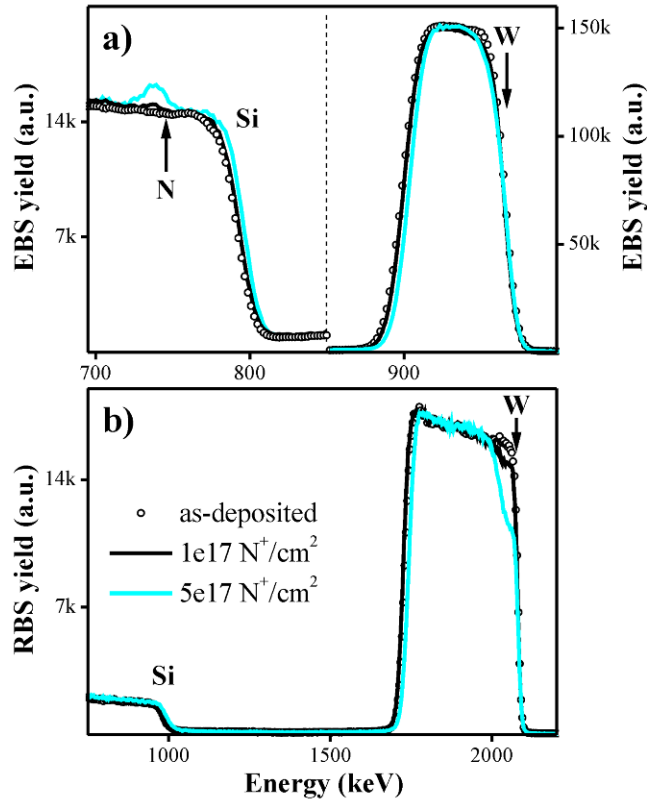 a)
W
Si
N
EBS yield (a.u.)
14k
7k
EBS yield (a.u.)
150k
100k
50k
700
800
900
b)
W
RBS yield (a.u.)
14k
7k
as-deposited
1e17 N⁺/cm²
5e17 N⁺/cm²
Si
1000
1500
2000
Energy (keV)